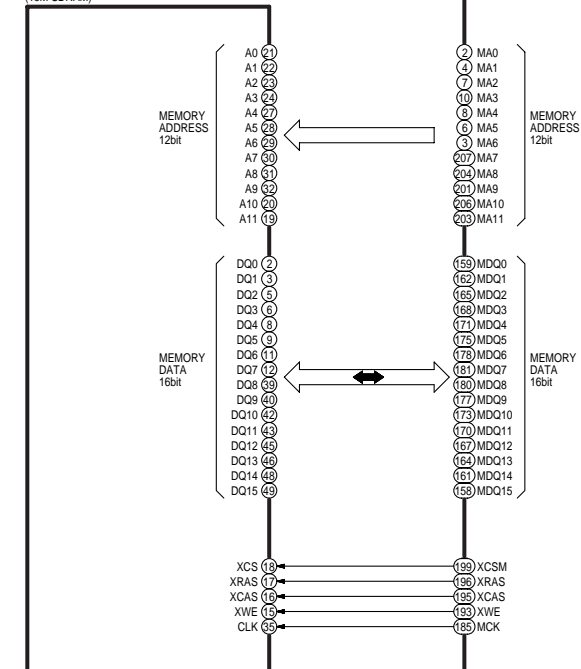 A0 21
A1 22
A2 23
A3 24
A4 27
A5 28
A6 29
A7 30
A8 31
A9 32
A10 20
A11 19
MEMORY
ADDRESS
12bit
2 MA0
4 MA1
7 MA2
10 MA3
8 MA4
6 MA5
3 MA6
207 MA7
204 MA8
201 MA9
206 MA10
203 MA11
MEMORY
ADDRESS
12bit
DQ0 2
DQ1 3
DQ2 5
DQ3 6
DQ4 8
DQ5 9
DQ6 11
DQ7 12
DQ8 39
DQ9 40
DQ10 42
DQ11 43
DQ12 45
DQ13 46
DQ14 48
DQ15 49
MEMORY
DATA
16bit
159 MDQ0
162 MDQ1
165 MDQ2
168 MDQ3
171 MDQ4
175 MDQ5
178 MDQ6
181 MDQ7
180 MDQ8
177 MDQ9
173 MDQ10
170 MDQ11
167 MDQ12
164 MDQ13
161 MDQ14
158 MDQ15
MEMORY
DATA
16bit
XCS 18 199 XCSM
XRAS 17 196 XRAS
XCAS 16 195 XCAS
XWE 15 193 XWE
CLK 35 185 MCK